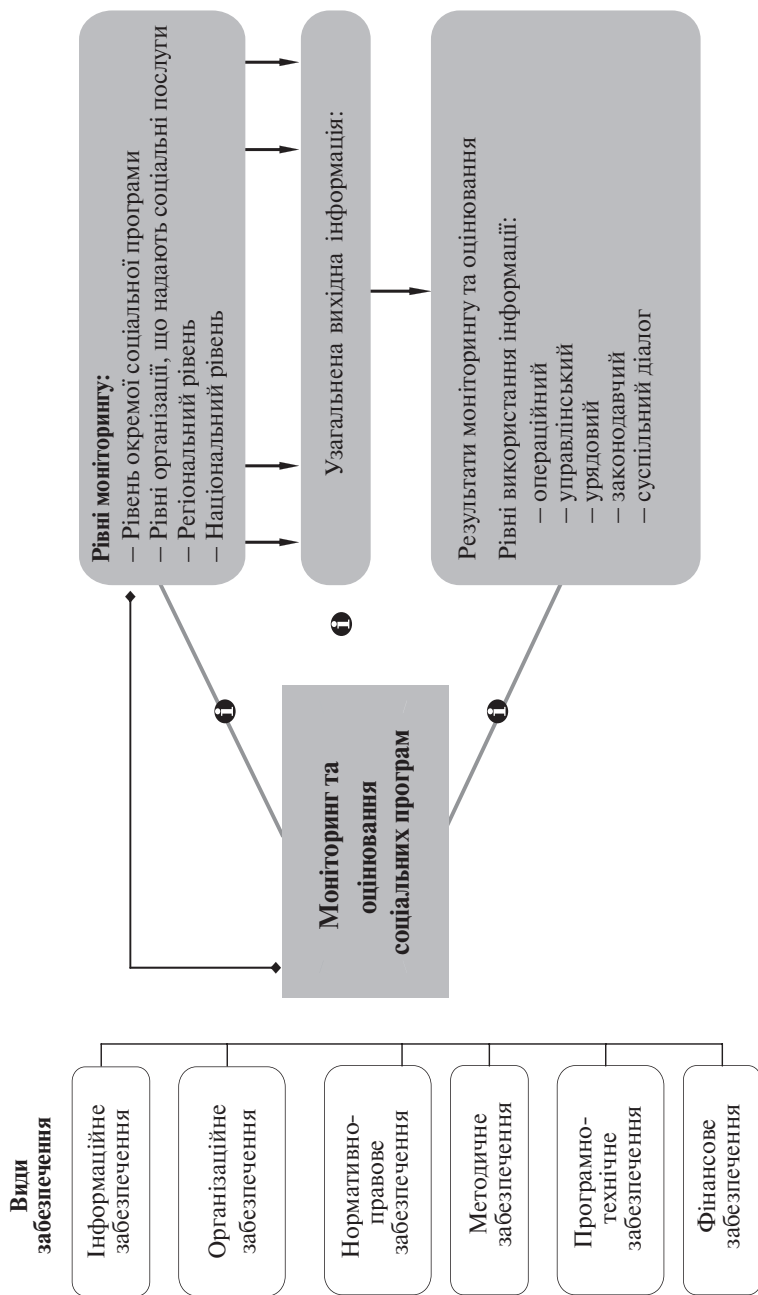 Види
забезпечення
Інформаційне
забезпечення
Організаційне
забезпечення
Нормативно-
правове
забезпечення
Методичне
забезпечення
Програмно-
технічне
забезпечення
Фінансове
забезпечення
Моніторинг та
оцінювання
соціальних програм
Рівні моніторингу:
– Рівень окремої соціальної програми
– Рівні організації, що надають соціальні послуги
– Регіональний рівень
– Національний рівень
Узагальнена вихідна інформація:
Результати моніторингу та оцінювання
Рівні використання інформації:
– операційний
– управлінський
– урядовий
– законодавчий
– суспільний діалог
i
i
i